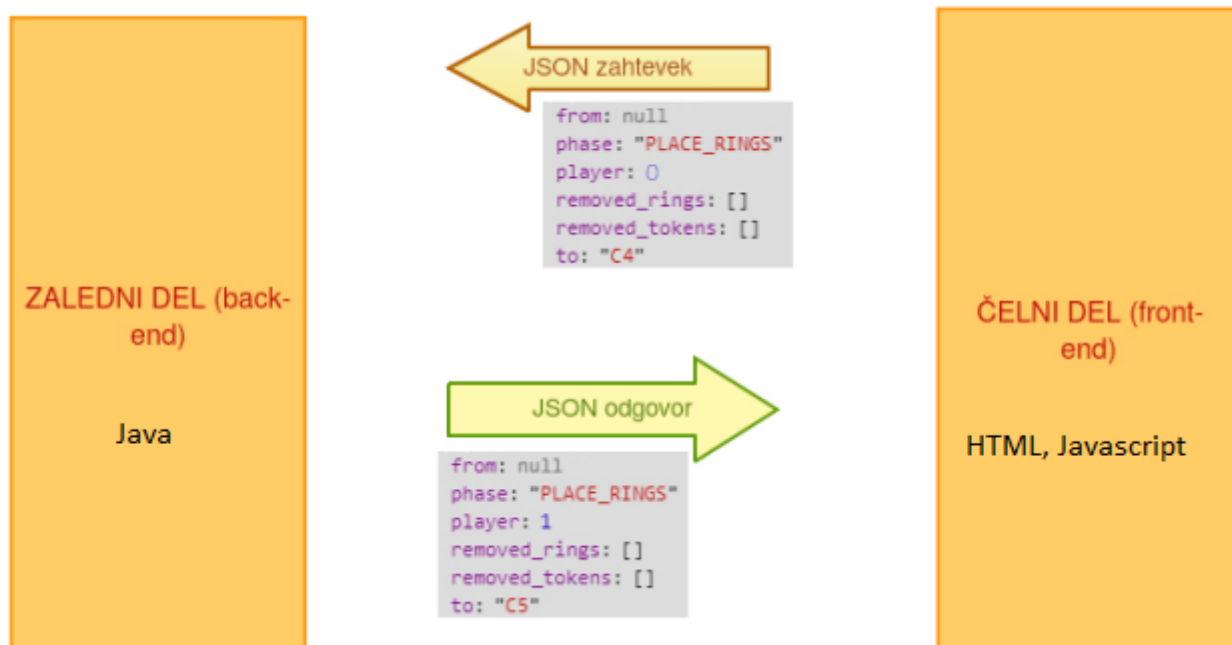 JSON zahtevek
from: null
phase: "PLACE_RINGS"
player: 0
removed_rings: []
removed_tokens: []
to: "C4"
ZALEDNI DEL (back-
end)
Java
ČELNI DEL (front-
end)
HTML, Javascript
JSON odgovor
from: null
phase: "PLACE_RINGS"
player: 1
removed_rings: []
removed_tokens: []
to: "C5"